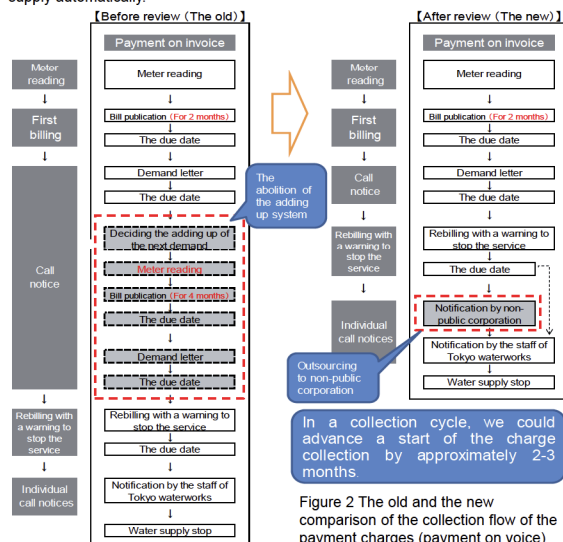 supply automatically.
【Before review (The old)】
【After review (The new)】
Payment on invoice
Meter
reading
Meter reading
↓
First
billing
Bill publication（For 2 months）
↓
The due date
↓
Call
notice
Demand letter
↓
The due date
↓
Deciding the adding up of
the next demand
↓
Meter reading
↓
Bill publication（For 4 months）
↓
The due date
↓
Demand letter
↓
The due date
↓
Rebilling with
a warning to
stop the
service
Rebilling with a warning to
stop the service
↓
The due date
↓
Individual
call notices
Notification by the staff of
Tokyo waterworks
↓
Water supply stop
The
abolition of
the adding
up system
Payment on invoice
Meter
reading
Meter reading
↓
First
billing
Bill publication（For 2 months）
↓
The due date
↓
Call
notice
Demand letter
↓
The due date
↓
Rebilling with
a warning to
stop the
service
Rebilling with a warning to
stop the service
↓
The due date
↓
Individual
call notices
Notification by non-
public corporation
↓
Notification by the staff of
Tokyo waterworks
↓
Water supply stop
Outsourcing
to non-public
corporation
In a collection cycle, we could
advance a start of the charge
collection by approximately 2-3
months.
Figure 2 The old and the new
comparison of the collection flow of the
payment charges (payment on voice)